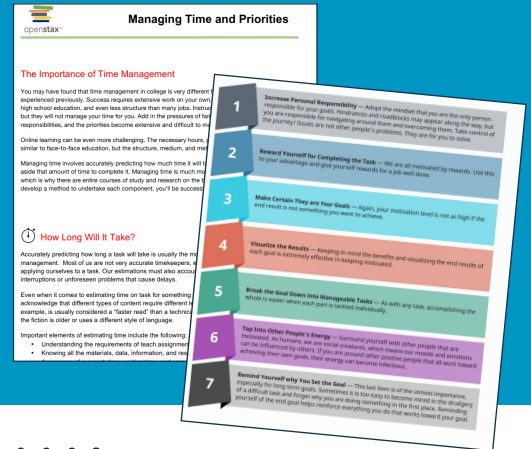 openstax™
Managing Time and Priorities
The Importance of Time Management
You may have found that time management in college is very different
experienced previously. Success requires extensive work on your own,
high school education, and even less structure than many jobs. Instruc
but they will not manage your time for you. Add in the pressures of fam
responsibilities, and the priorities become extensive and difficult to m
Online learning can be even more challenging. The necessary hours, p
similar to face-to-face education, but the structure, medium, and met
Managing time involves accurately predicting how much time it will t
aside that amount of time to complete it. Managing time is much mo
which is why there are entire courses of study and research on the
develop a method to undertake each component, you'll be success
How Long Will It Take?
Accurately predicting how long a task will take is usually the mo
management. Most of us are not very accurate timekeepers, e
applying ourselves to a task. Our estimations must also accou
interruptions or unforeseen problems that cause delays.
Even when it comes to estimating time on task for something
acknowledge that different types of content require different le
example, is usually considered a "faster read" than a technica
the fiction is older or uses a different style of language.
Important elements of estimating time include the following:
• Understanding the requirements of teach assignment
• Knowing all the materials, data, information, and res
1
Increase Personal Responsibility — Adopt the mindset that you are the only person
responsible for your goals. Hindrances and roadblocks may appear along the way, but
you are responsible for navigating around them and overcoming them. Take control of
the journey! Issues are not other people's problems, They are for you to solve.
2
Reward Yourself for Completing the Task — We are all motivated by rewards. Use this
to your advantage and give yourself rewards for a job well done.
3
Make Certain They are Your Goals — Again, your motivation level is not as high if the
end result is not something you want to achieve.
4
Visualize the Results — Keeping in mind the benefits and visualizing the end results of
each goal is extremely effective in keeping motivated.
5
Break the Goal Down into Manageable Tasks — As with any task, accomplishing the
whole is easier when each part is tackled individually.
6
Tap Into Other People's Energy — Surround yourself with other people that are
motivated. As humans, we are social creatures, which means our moods and emotions
can be influenced by others. If you are around other positive people that all work toward
achieving their own goals, their energy can become infectious.
7
Remind Yourself why You Set the Goal — This last item is of the utmost importance,
especially for long term goals. Sometimes it is too easy to become mired in the drudgery
of a difficult task and forget why you are doing something in the first place. Reminding
yourself of the end goal helps reinforce everything you do that works toward your goal.